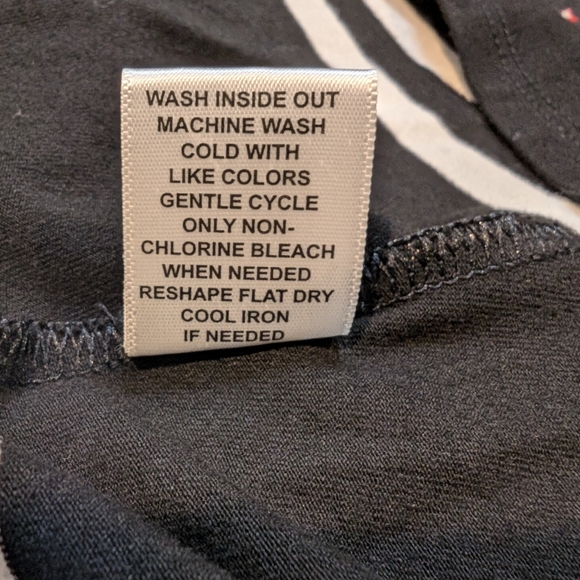 WASH INSIDE OUT
MACHINE WASH
COLD WITH
LIKE COLORS
GENTLE CYCLE
ONLY NON-
CHLORINE BLEACH
WHEN NEEDED
RESHAPE FLAT DRY
COOL IRON
IF NEEDED